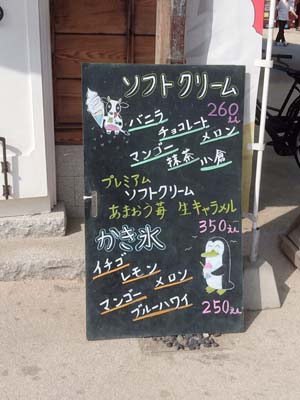 ソフトクリーム
バニラ 260えん
チョコレート
メロン
マンゴー
抹茶 小倉
プレミアム
ソフトクリーム
あまおう苺 生キャラメル
350えん
かき氷
イチゴ
レモン
メロン
マンゴー
ブルーハワイ
250えん